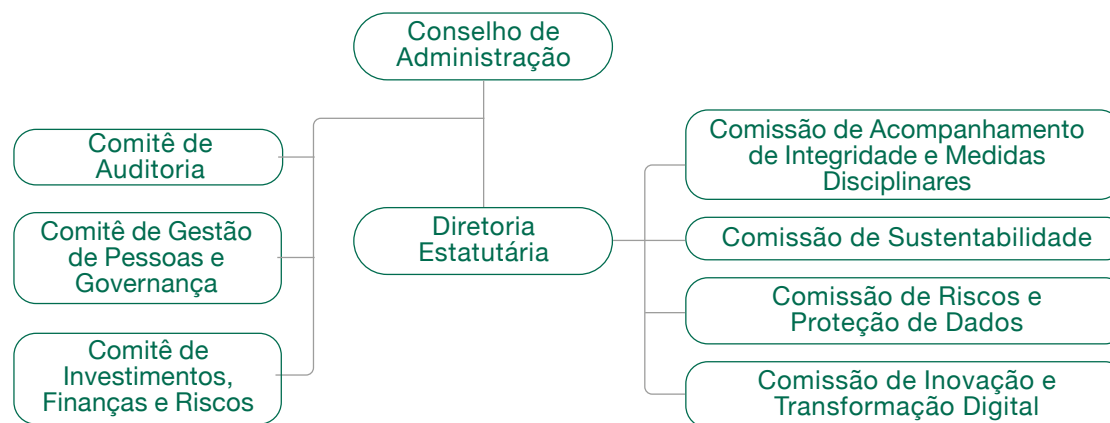 Conselho de
Administração
Comitê de
Auditoria
Comitê de Gestão
de Pessoas e
Governança
Comitê de
Investimentos,
Finanças e Riscos
Diretoria
Estatutária
Comissão de Acompanhamento
de Integridade e Medidas
Disciplinares
Comissão de Sustentabilidade
Comissão de Riscos e
Proteção de Dados
Comissão de Inovação e
Transformação Digital